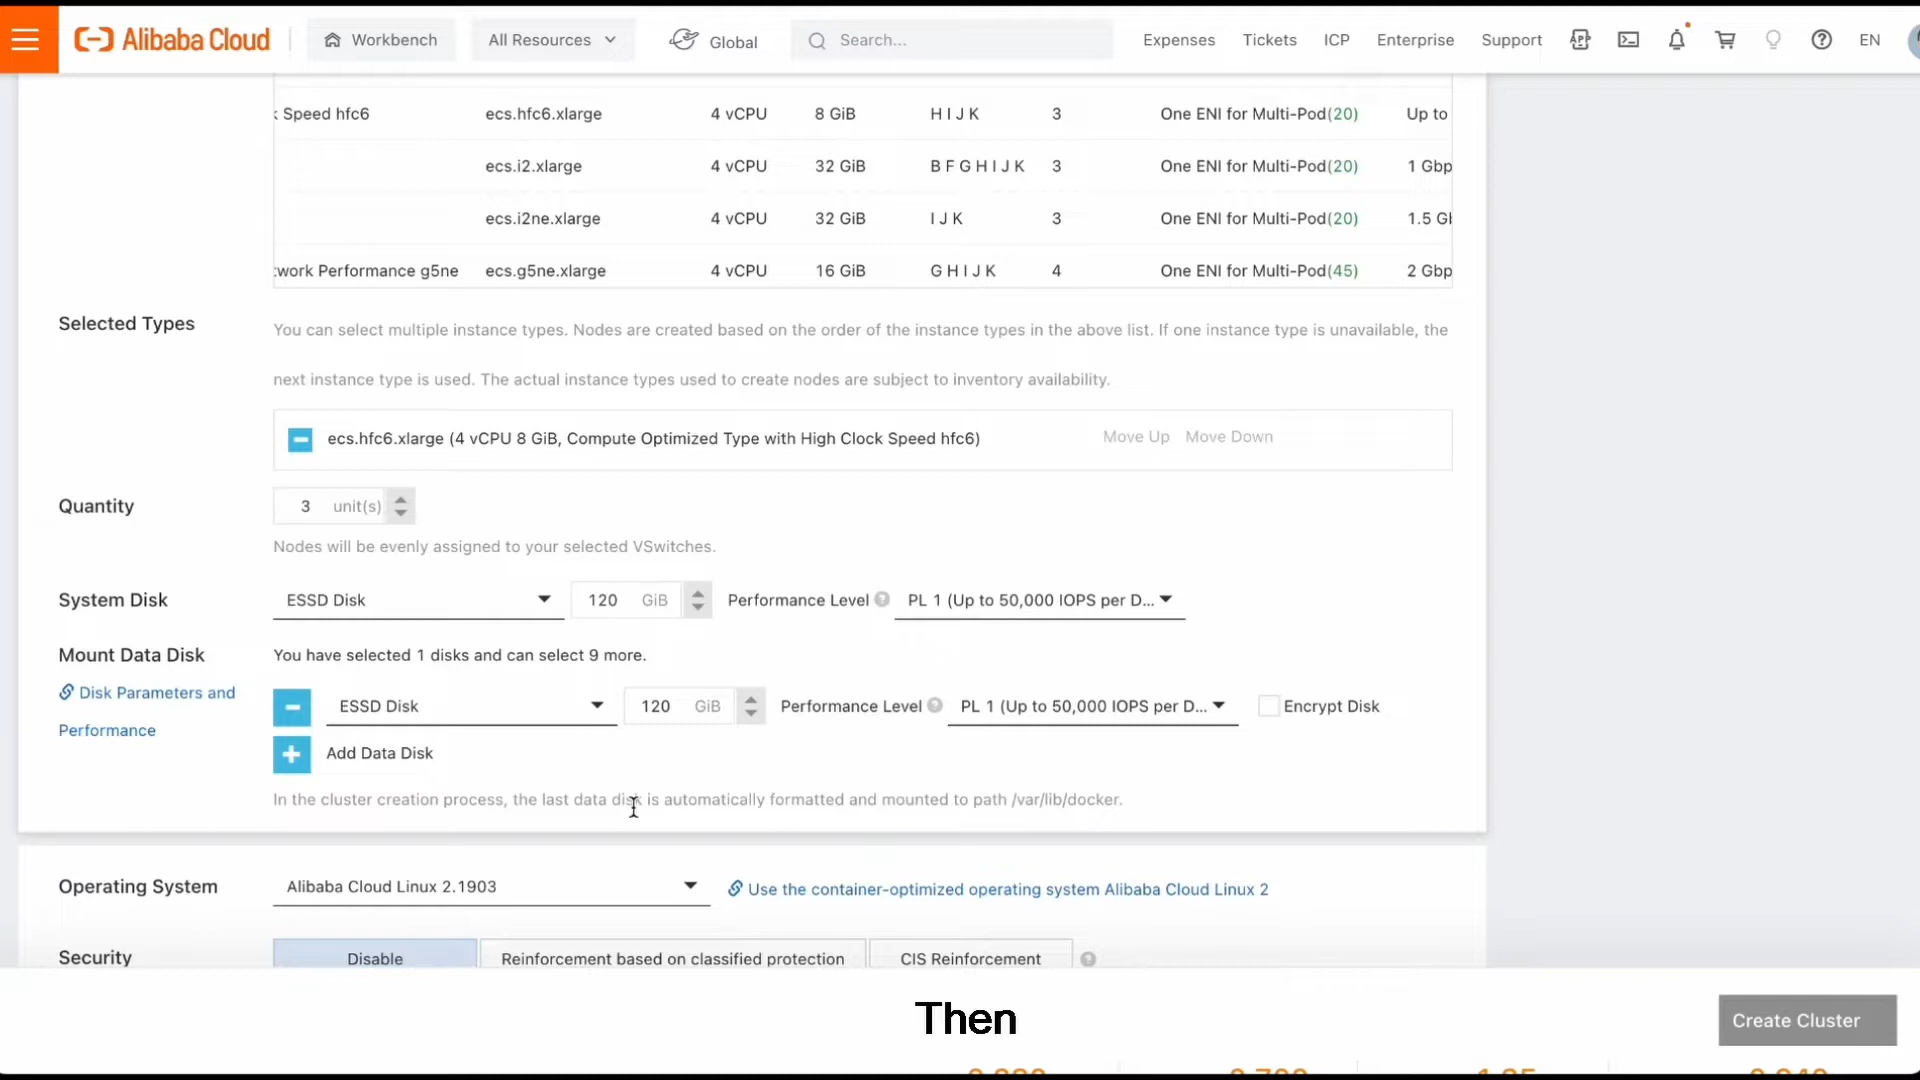 Alibaba Cloud
Workbench
All Resources
Global
Search...
Expenses
Tickets
ICP
Enterprise
Support
EN
Speed hfc6 ecs.hfc6.xlarge 4 vCPU 8 GiB H I J K 3 One ENI for Multi-Pod(20) Up to
ecs.i2.xlarge 4 vCPU 32 GiB B F G H I J K 3 One ENI for Multi-Pod(20) 1 Gbp
ecs.i2ne.xlarge 4 vCPU 32 GiB I J K 3 One ENI for Multi-Pod(20) 1.5 G
work Performance g5ne ecs.g5ne.xlarge 4 vCPU 16 GiB G H I J K 4 One ENI for Multi-Pod(45) 2 Gbp
Selected Types
You can select multiple instance types. Nodes are created based on the order of the instance types in the above list. If one instance type is unavailable, the
next instance type is used. The actual instance types used to create nodes are subject to inventory availability.
ecs.hfc6.xlarge (4 vCPU 8 GiB, Compute Optimized Type with High Clock Speed hfc6) Move Up Move Down
Quantity 3 unit(s)
Nodes will be evenly assigned to your selected VSwitches.
System Disk ESSD Disk 120 GiB Performance Level PL 1 (Up to 50,000 IOPS per D...
Mount Data Disk You have selected 1 disks and can select 9 more.
Disk Parameters and
Performance
ESSD Disk 120 GiB Performance Level PL 1 (Up to 50,000 IOPS per D... Encrypt Disk
Add Data Disk
In the cluster creation process, the last data disk is automatically formatted and mounted to path /var/lib/docker.
Operating System Alibaba Cloud Linux 2.1903 Use the container-optimized operating system Alibaba Cloud Linux 2
Security Disable Reinforcement based on classified protection CIS Reinforcement
Then
Create Cluster